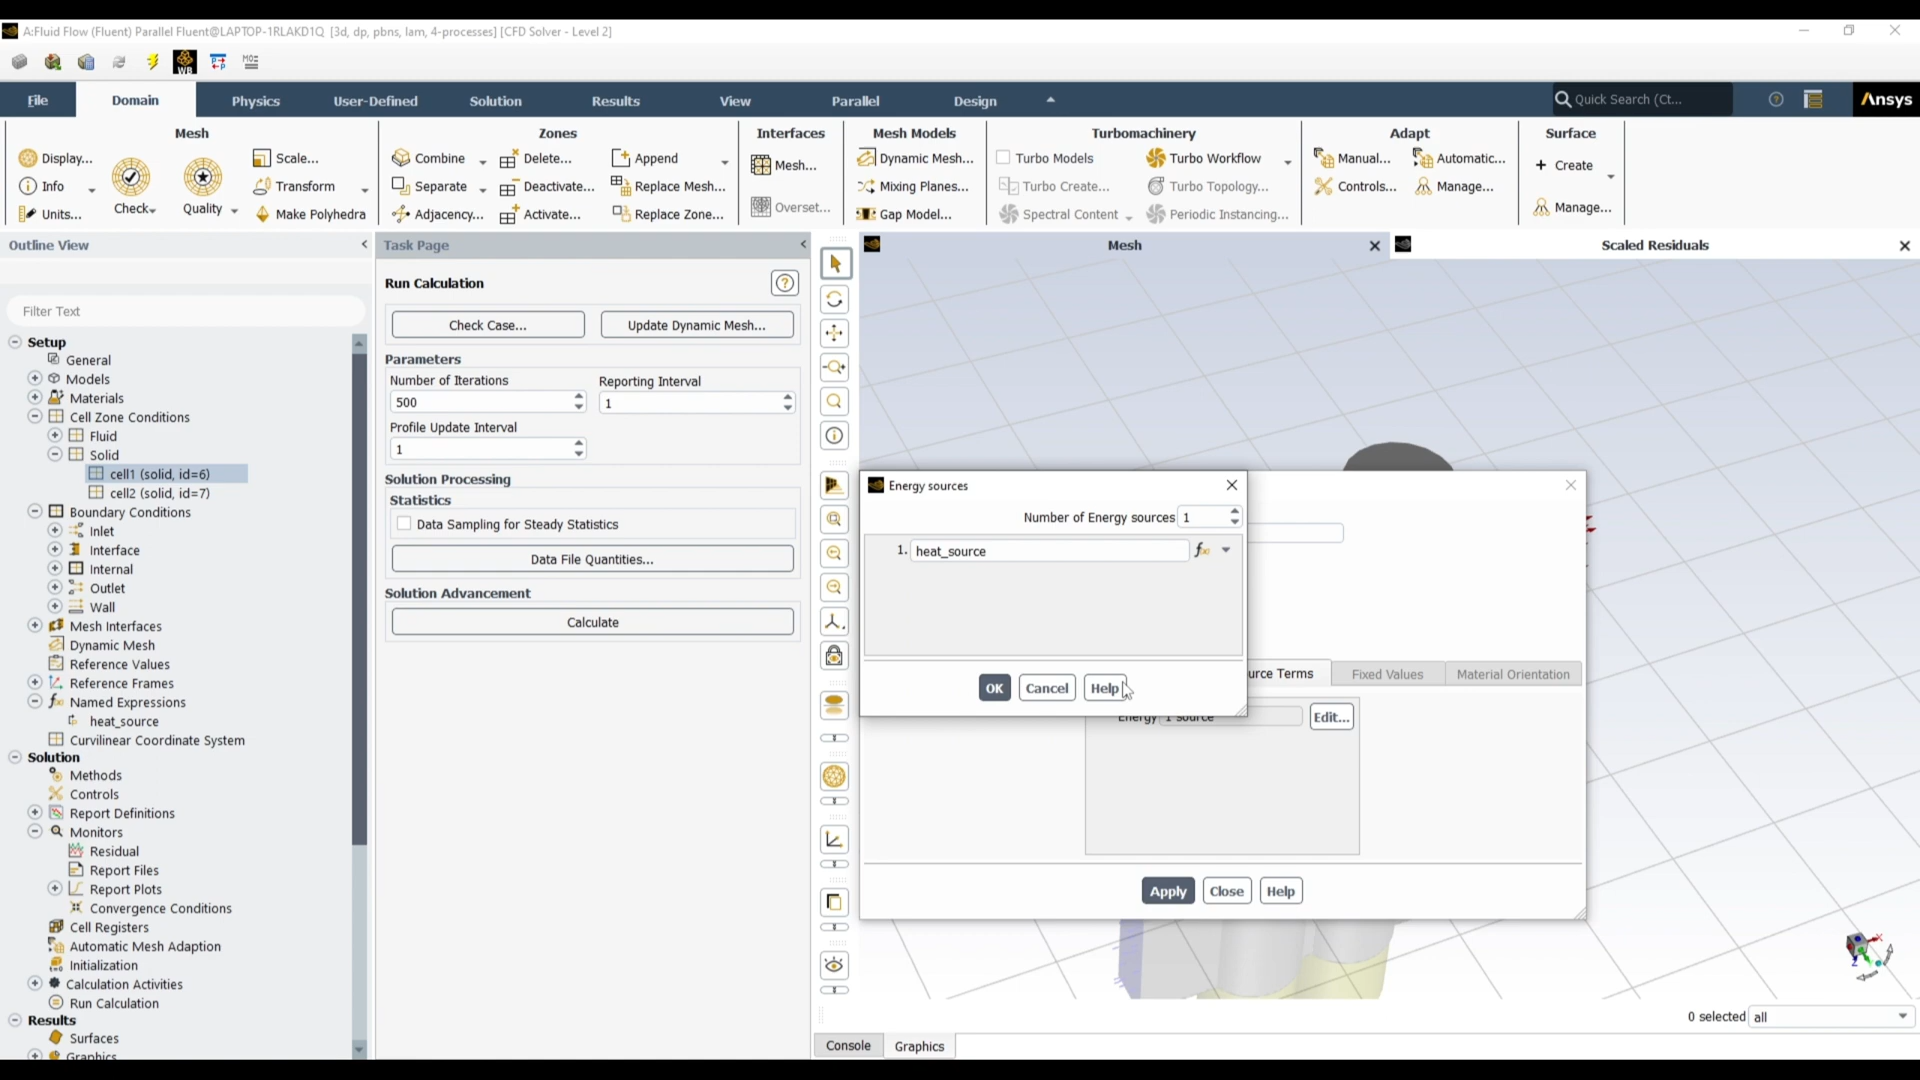 A:Fluid Flow (Fluent) Parallel Fluent@LAPTOP-1RLAKD1Q [3d, dp, pbns, lam, 4-processes] [CFD Solver - Level 2]
WB
File
Domain
Physics
User-Defined
Solution
Results
View
Parallel
Design
Quick Search (Ct...
Ansys
Mesh
Display...
Info
Units...
Check
Quality
Scale...
Transform
Make Polyhedra
Zones
Combine
Separate
Adjacency...
Delete...
Deactivate...
Activate...
Append
Replace Mesh...
Replace Zone...
Interfaces
Mesh...
Overset...
Mesh Models
Dynamic Mesh...
Mixing Planes...
Gap Model...
Turbomachinery
Turbo Models
Turbo Create...
Spectral Content
Turbo Workflow
Turbo Topology...
Periodic Instancing...
Adapt
Manual...
Controls...
Automatic...
Manage...
Surface
+ Create
Manage...
Outline View
Filter Text
Setup
General
Models
Materials
Cell Zone Conditions
Fluid
Solid
cell1 (solid, id=6)
cell2 (solid, id=7)
Boundary Conditions
Inlet
Interface
Internal
Outlet
Wall
Mesh Interfaces
Dynamic Mesh
Reference Values
Reference Frames
Named Expressions
heat_source
Curvilinear Coordinate System
Solution
Methods
Controls
Report Definitions
Monitors
Residual
Report Files
Report Plots
Convergence Conditions
Cell Registers
Automatic Mesh Adaption
Initialization
Calculation Activities
Run Calculation
Results
Surfaces
Graphics
Task Page
Run Calculation
Check Case...
Update Dynamic Mesh...
Parameters
Number of Iterations
Reporting Interval
500
1
Profile Update Interval
1
Solution Processing
Statistics
Data Sampling for Steady Statistics
Data File Quantities...
Solution Advancement
Calculate
Mesh
Scaled Residuals
Energy sources
Number of Energy sources 1
1. heat_source
OK
Cancel
Help
urce Terms
Fixed Values
Material Orientation
Energy 1 source
Edit...
Apply
Close
Help
0 selected all
Console
Graphics